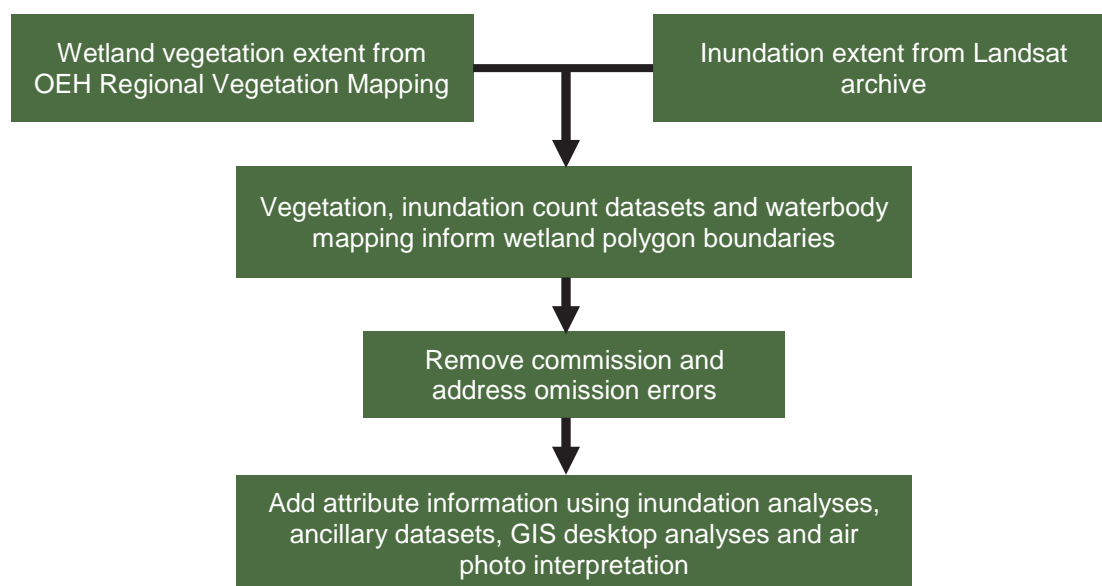 Wetland vegetation extent from
OEH Regional Vegetation Mapping
Inundation extent from Landsat
archive
Vegetation, inundation count datasets and waterbody
mapping inform wetland polygon boundaries
Remove commission and
address omission errors
Add attribute information using inundation analyses,
ancillary datasets, GIS desktop analyses and air
photo interpretation